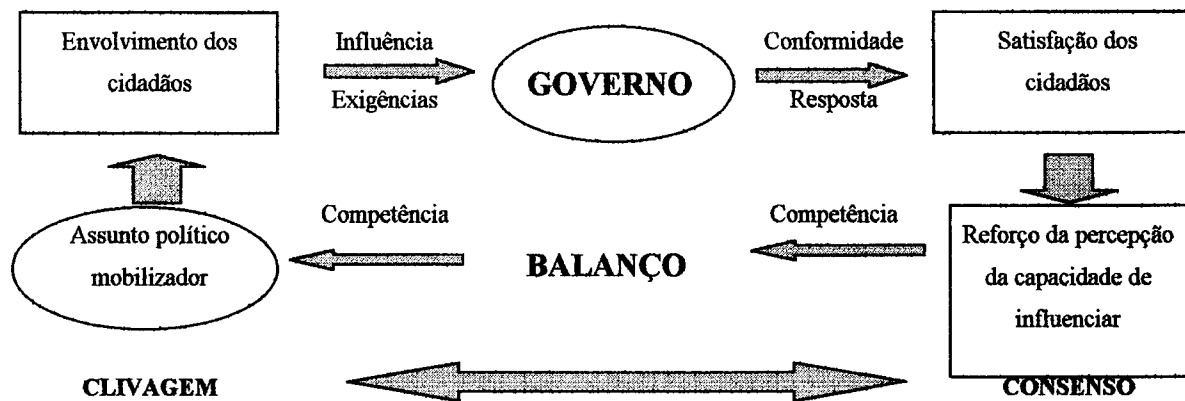 Envolvimento dos
cidadãos
Influência
Exigências
GOVERNO
Conformidade
Resposta
Satisfação dos
cidadãos
Assunto político
mobilizador
Competência
BALANÇO
Competência
Reforço da percepção
da capacidade de
influenciar
CLIVAGEM
CONSENSO